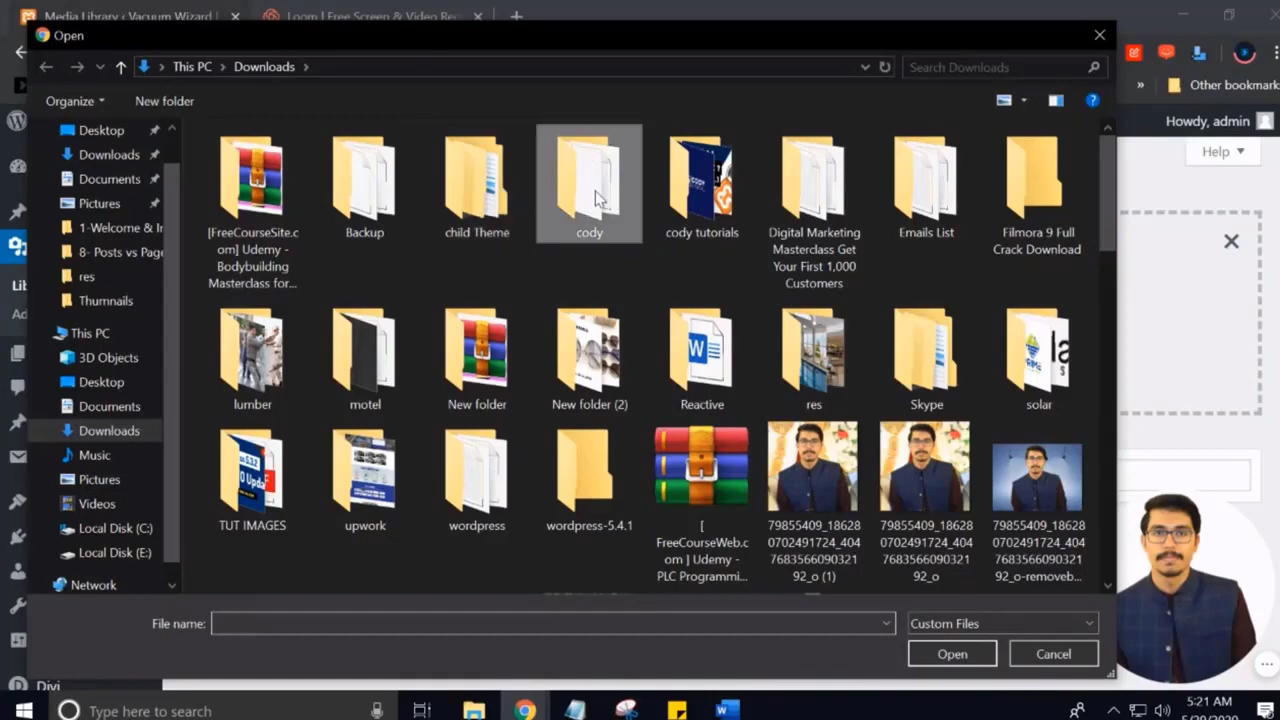 Media Library ‹ Vacuum Wizard
Loom | Free Screen & Video Re
Open
This PC
Downloads
Search Downloads
Organize
New folder
Other bookmark
Howdy, admin
Help
Desktop
Downloads
Documents
Pictures
1-Welcome & In
8- Posts vs Page
res
Thumnails
This PC
3D Objects
Desktop
Documents
Downloads
Music
Pictures
Videos
Local Disk (C:)
Local Disk (E:)
Network
[FreeCourseSite.c
om] Udemy -
Bodybuilding
Masterclass for...
Backup
child Theme
cody
cody tutorials
Digital Marketing
Masterclass Get
Your First 1,000
Customers
Emails List
Filmora 9 Full
Crack Download
lumber
motel
New folder
New folder (2)
Reactive
res
Skype
solar
TUT IMAGES
upwork
wordpress
wordpress-5.4.1
[
FreeCourseWeb.c
om ] Udemy -
PLC Programmi...
79855409_18628
0702491724_404
7683566090321
92_o (1)
79855409_18628
0702491724_404
7683566090321
92_o
79855409_18628
0702491724_404
7683566090321
92_o-removeb...
Lib
Ad
File name:
Custom Files
Open
Cancel
Divi
Type here to search
5:21 AM